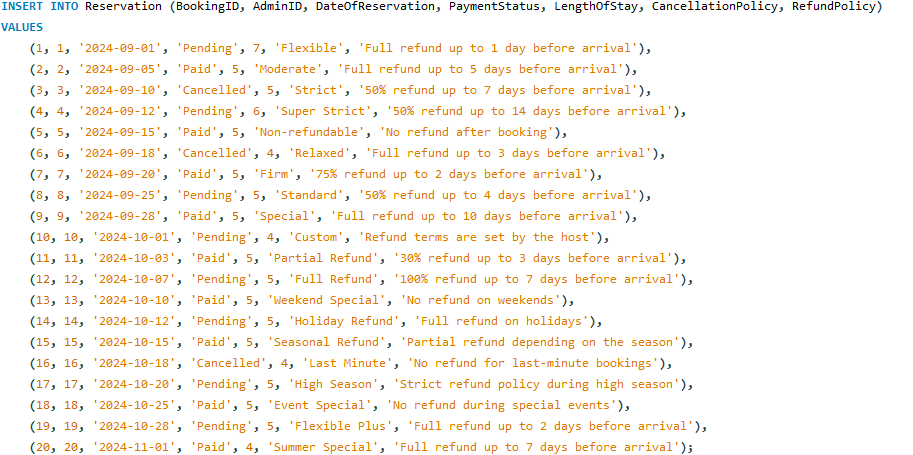 INSERT INTO Reservation (BookingID, AdminID, DateOfReservation, PaymentStatus, LengthOfStay, CancellationPolicy, RefundPolicy)
VALUES
(1, 1, '2024-09-01', 'Pending', 7, 'Flexible', 'Full refund up to 1 day before arrival'),
(2, 2, '2024-09-05', 'Paid', 5, 'Moderate', 'Full refund up to 5 days before arrival'),
(3, 3, '2024-09-10', 'Cancelled', 5, 'Strict', '50% refund up to 7 days before arrival'),
(4, 4, '2024-09-12', 'Pending', 6, 'Super Strict', '50% refund up to 14 days before arrival'),
(5, 5, '2024-09-15', 'Paid', 5, 'Non-refundable', 'No refund after booking'),
(6, 6, '2024-09-18', 'Cancelled', 4, 'Relaxed', 'Full refund up to 3 days before arrival'),
(7, 7, '2024-09-20', 'Paid', 5, 'Firm', '75% refund up to 2 days before arrival'),
(8, 8, '2024-09-25', 'Pending', 5, 'Standard', '50% refund up to 4 days before arrival'),
(9, 9, '2024-09-28', 'Paid', 5, 'Special', 'Full refund up to 10 days before arrival'),
(10, 10, '2024-10-01', 'Pending', 4, 'Custom', 'Refund terms are set by the host'),
(11, 11, '2024-10-03', 'Paid', 5, 'Partial Refund', '30% refund up to 3 days before arrival'),
(12, 12, '2024-10-07', 'Pending', 5, 'Full Refund', '100% refund up to 7 days before arrival'),
(13, 13, '2024-10-10', 'Paid', 5, 'Weekend Special', 'No refund on weekends'),
(14, 14, '2024-10-12', 'Pending', 5, 'Holiday Refund', 'Full refund on holidays'),
(15, 15, '2024-10-15', 'Paid', 5, 'Seasonal Refund', 'Partial refund depending on the season'),
(16, 16, '2024-10-18', 'Cancelled', 4, 'Last Minute', 'No refund for last-minute bookings'),
(17, 17, '2024-10-20', 'Pending', 5, 'High Season', 'Strict refund policy during high season'),
(18, 18, '2024-10-25', 'Paid', 5, 'Event Special', 'No refund during special events'),
(19, 19, '2024-10-28', 'Pending', 5, 'Flexible Plus', 'Full refund up to 2 days before arrival'),
(20, 20, '2024-11-01', 'Paid', 4, 'Summer Special', 'Full refund up to 7 days before arrival');